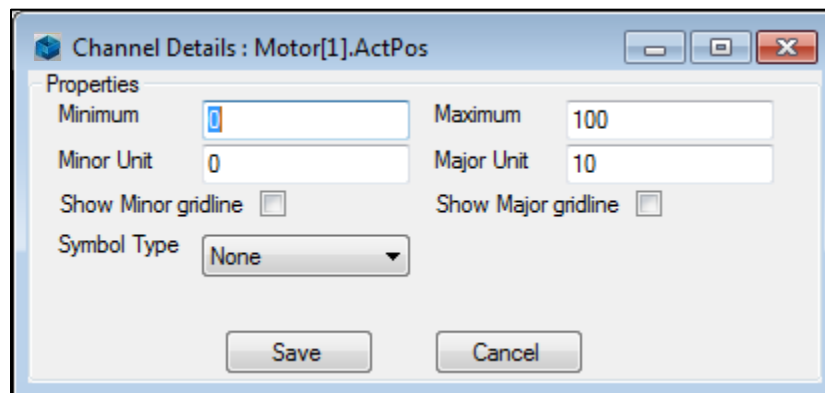 Channel Details : Motor[1].ActPos
Properties
Minimum 0 Maximum 100
Minor Unit 0 Major Unit 10
Show Minor gridline Show Major gridline
Symbol Type None
Save Cancel